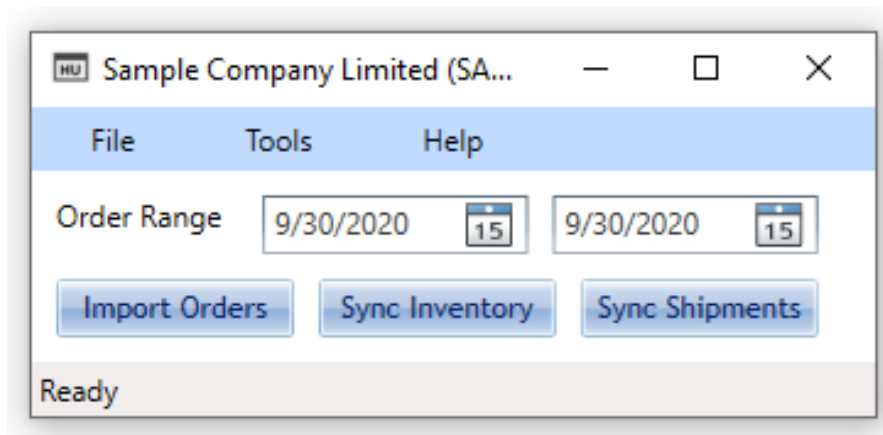 HU Sample Company Limited (SA...
File Tools Help
Order Range 9/30/2020 15 9/30/2020 15
Import Orders Sync Inventory Sync Shipments
Ready